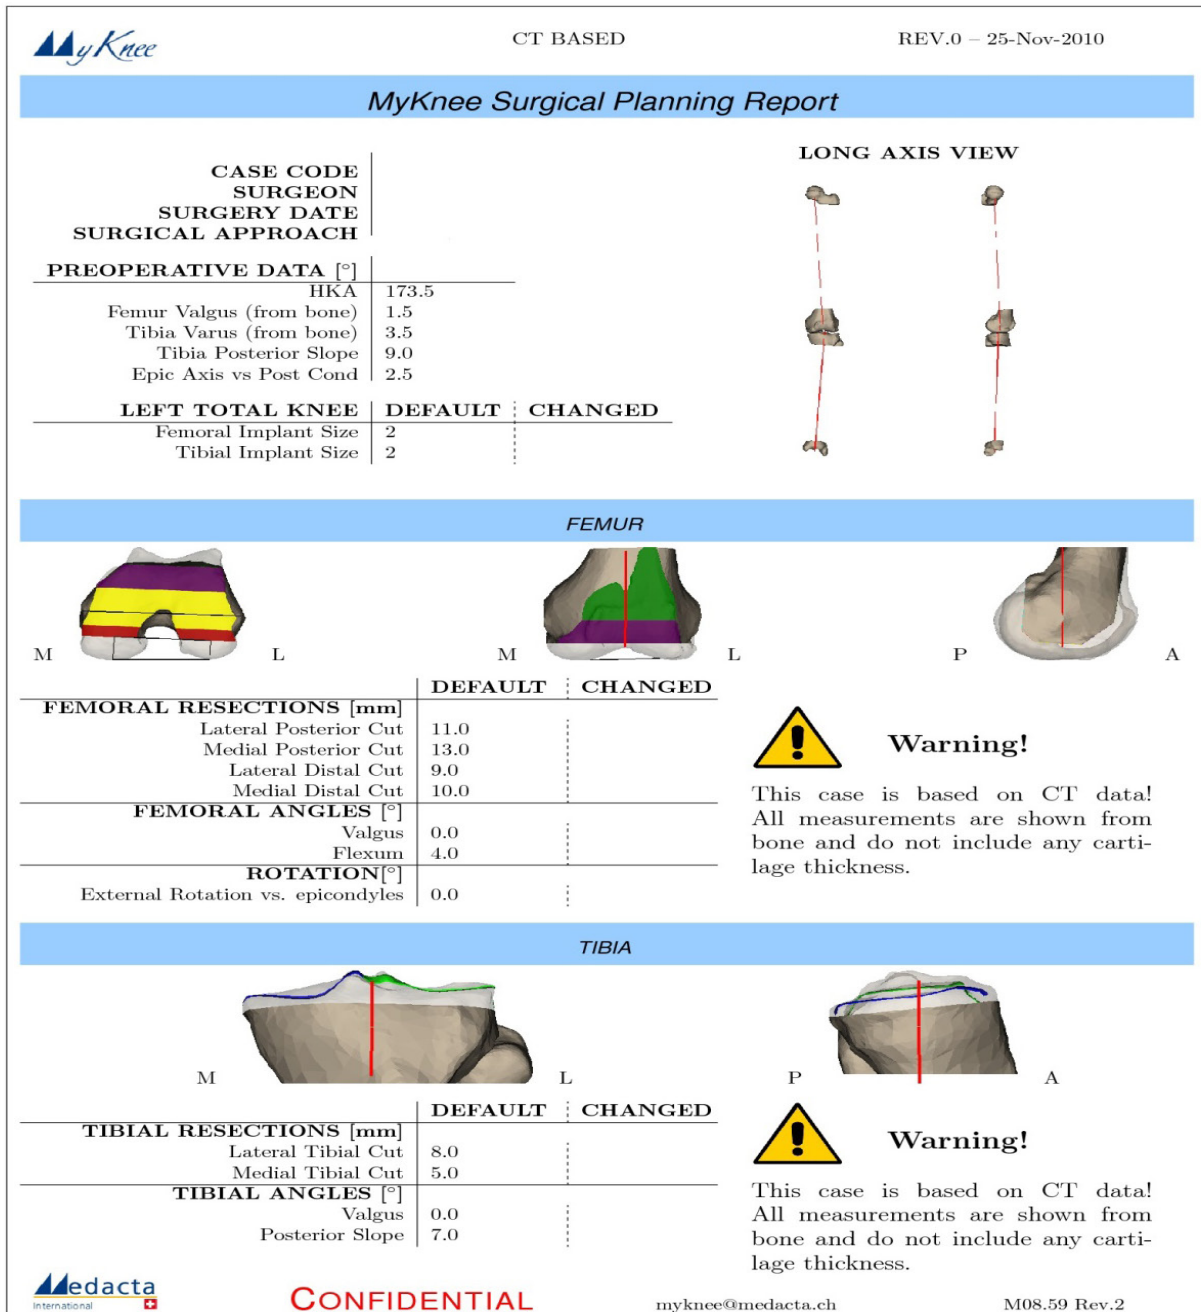 MyKnee
CT BASED
REV.0 – 25-Nov-2010
MyKnee Surgical Planning Report
CASE CODE
SURGEON
SURGERY DATE
SURGICAL APPROACH
LONG AXIS VIEW
PREOPERATIVE DATA [°]
HKA 173.5
Femur Valgus (from bone) 1.5
Tibia Varus (from bone) 3.5
Tibia Posterior Slope 9.0
Epic Axis vs Post Cond 2.5
LEFT TOTAL KNEE DEFAULT CHANGED
Femoral Implant Size 2
Tibial Implant Size 2
FEMUR
M L M L P A
DEFAULT CHANGED
FEMORAL RESECTIONS [mm]
Lateral Posterior Cut 11.0
Medial Posterior Cut 13.0
Lateral Distal Cut 9.0
Medial Distal Cut 10.0
FEMORAL ANGLES [°]
Valgus 0.0
Flexum 4.0
ROTATION[°]
External Rotation vs. epicondyles 0.0
Warning!
This case is based on CT data!
All measurements are shown from
bone and do not include any carti-
lage thickness.
TIBIA
M L P A
DEFAULT CHANGED
TIBIAL RESECTIONS [mm]
Lateral Tibial Cut 8.0
Medial Tibial Cut 5.0
TIBIAL ANGLES [°]
Valgus 0.0
Posterior Slope 7.0
Warning!
This case is based on CT data!
All measurements are shown from
bone and do not include any carti-
lage thickness.
Medacta
International
CONFIDENTIAL
myknee@medacta.ch
M08.59 Rev.2